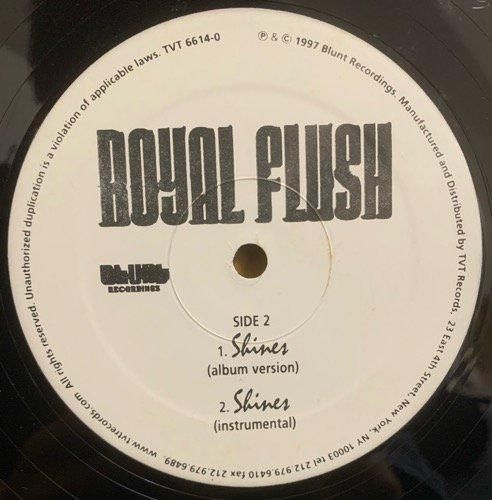 ℗ & © 1997 Blunt Recordings. Manufactured and Distributed by TVT Records, 23 East 4th Street, New York, NY 10003 tel 212.979.6410 fax 212.979.6489. www.tvtrecords.com All rights reserved. Unauthorized duplication is a violation of applicable laws. TVT 6614-0
ROYAL FLUSH
BLUNT
RECORDINGS
SIDE 2
1. Shines
(album version)
2. Shines
(instrumental)